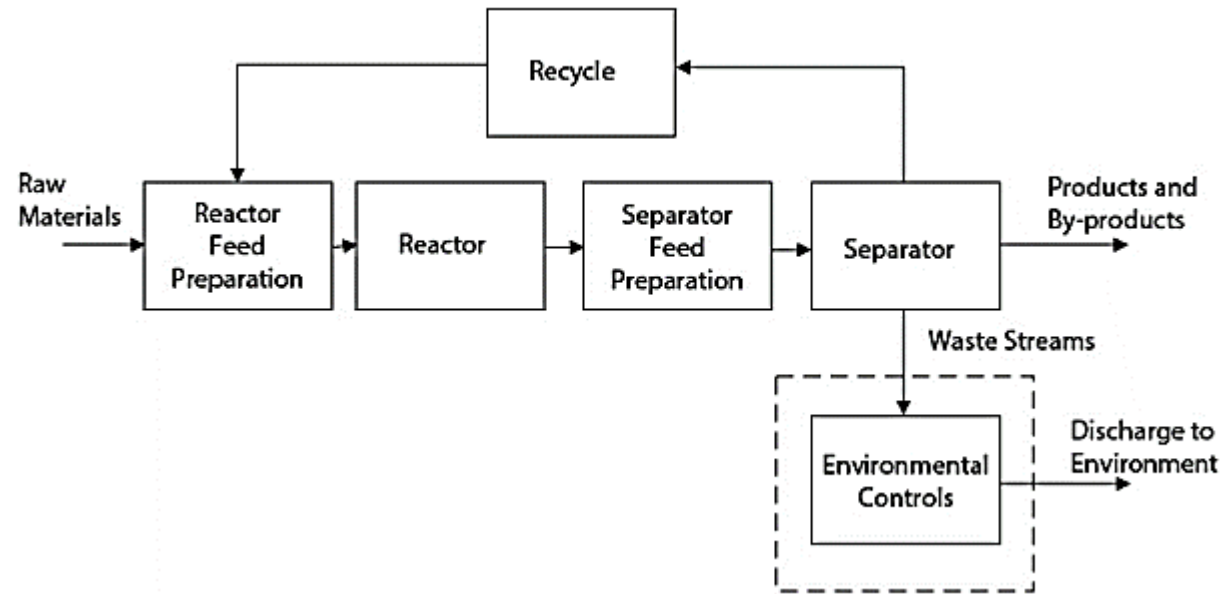 Recycle
Raw
Materials
Reactor
Feed
Preparation
Reactor
Separator
Feed
Preparation
Separator
Products and
By-products
Waste Streams
Environmental
Controls
Discharge to
Environment